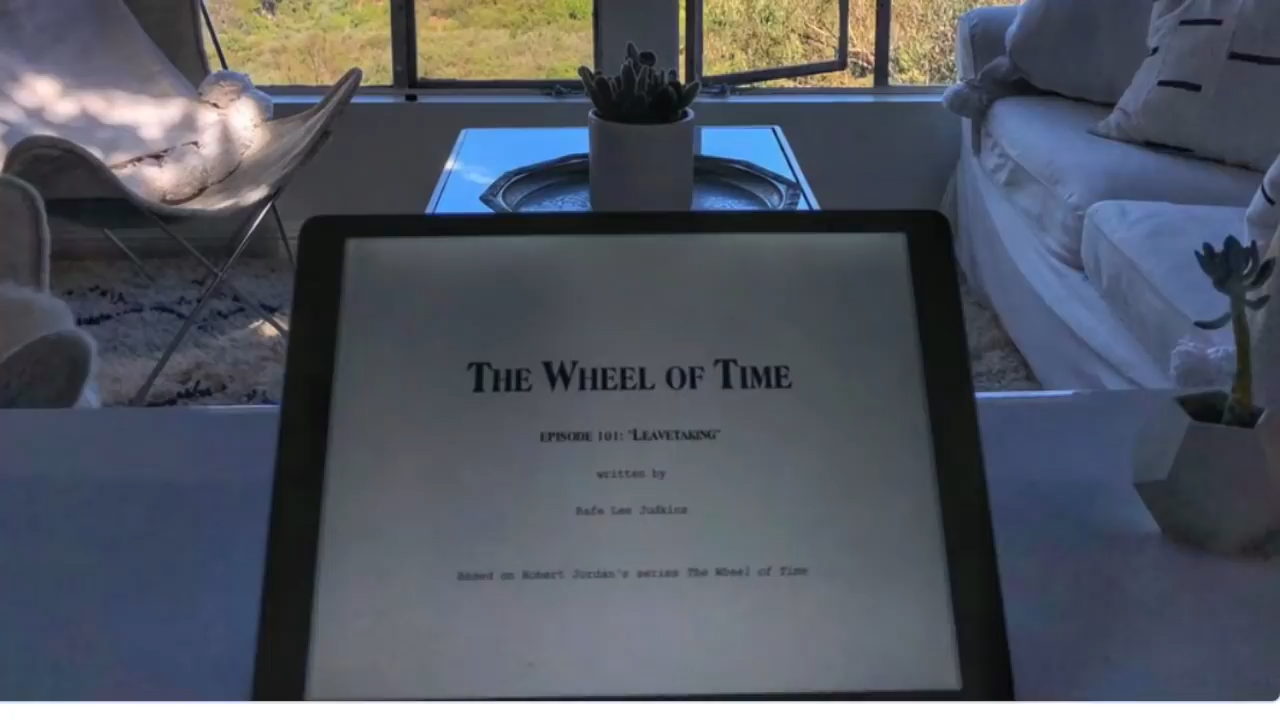 THE WHEEL OF TIME
EPISODE 101: "LEAVETAKING"
written by
Rafe Lee Judkins
Based on Robert Jordan's series The Wheel of Time